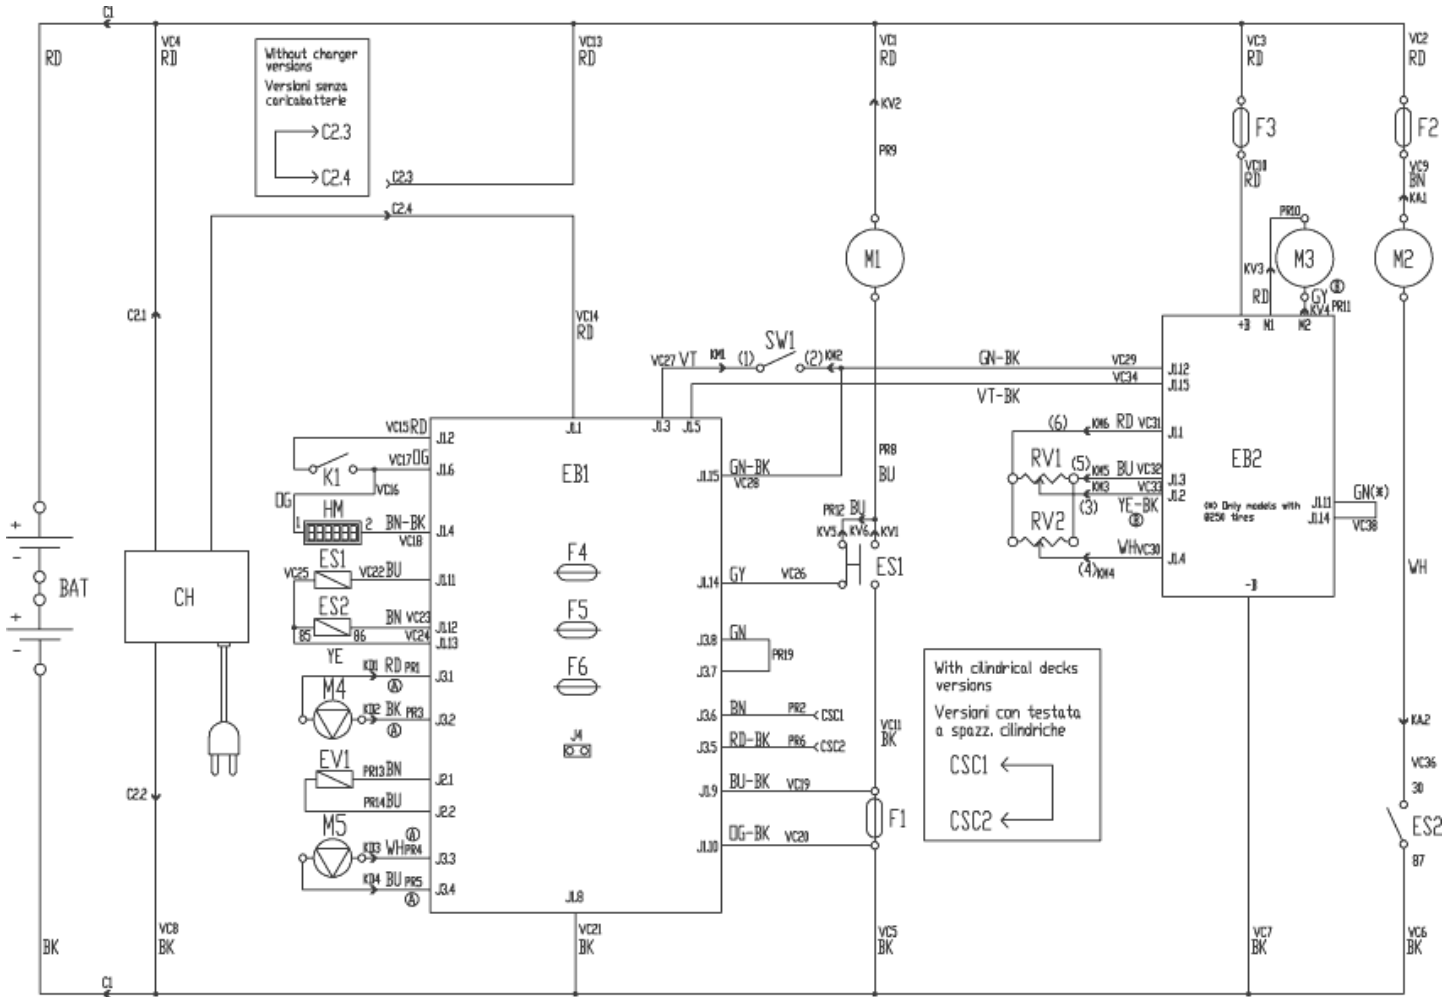 C1
RD
VC4
RD
Without charger
versions
Versioni senza
caricabatterie
C2.3
C2.4
VC13
RD
C2.3
C2.4
VC1
RD
KV2
PR9
M1
VC3
RD
F3
VC10
RD
VC2
RD
F2
VC9
BN
KA1
M2
PR10
M3
KV3
RD
GY
KV4
PR11
+B
M1
M2
C2.1
VC14
RD
VC27 VT
KM1
(1)
SW1
(2)
KM2
GN-BK
VC29
J1.12
VC34
J1.15
VT-BK
VC15 RD
J1.2
J1.1
J1.3
J1.5
VC17 OG
J1.6
K1
VC16
OG
HM
1
2
BN-BK
VC18
J1.4
EB1
J1.15
GN-BK
VC28
PR8
BU
PR12
BU
KV5
KV6
KV1
ES1
(6)
KM6
RD
VC31
J1.1
RV1
(5)
KM5
BU
VC32
J1.3
KM3
VC33
J1.2
(3)
YE-BK
RV2
WH
VC30
J1.4
(4)
KM4
EB2
(*) Only models with
Ø250 tires
J1.11
J1.14
GN(*)
VC38
-B
ES1
VC25
VC22 BU
J1.11
ES2
BN VC23
J1.12
85
86
VC24
J1.13
YE
F4
F5
F6
J4
GY
VC26
J1.14
GN
J3.8
J3.7
PR19
BN
PR2
CSC1
J3.6
RD-BK
PR6
CSC2
J3.5
BU-BK
VC19
J1.9
OG-BK
VC20
J1.10
VC11
BK
F1
With cilindrical decks
versions
Versioni con testata
a spazz. cilindriche
CSC1
CSC2
BAT
+
-
+
-
CH
KD1
RD
PR1
J3.1
A
M4
KD2
BK
PR3
J3.2
A
EV1
PR13 BN
J2.1
PR14 BU
J2.2
M5
A
KD3
WH
PR4
J3.3
KD4
BU
PR5
J3.4
A
C2.2
WH
KA2
VC36
30
ES2
87
J1.8
BK
VC8
BK
VC21
BK
VC5
BK
VC7
BK
VC6
BK
C1